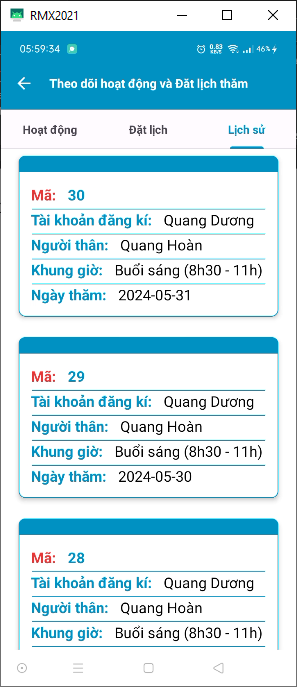 RMX2021
05:59:34
0.83
KB/S
46%
Theo dõi hoạt động và Đặt lịch thăm
Hoạt động Đặt lịch Lịch sử
Mã: 30
Tài khoản đăng kí: Quang Dương
Người thân: Quang Hoàn
Khung giờ: Buổi sáng (8h30 - 11h)
Ngày thăm: 2024-05-31
Mã: 29
Tài khoản đăng kí: Quang Dương
Người thân: Quang Hoàn
Khung giờ: Buổi sáng (8h30 - 11h)
Ngày thăm: 2024-05-30
Mã: 28
Tài khoản đăng kí: Quang Dương
Người thân: Quang Hoàn
Khung giờ: Buổi sáng (8h30 - 11h)